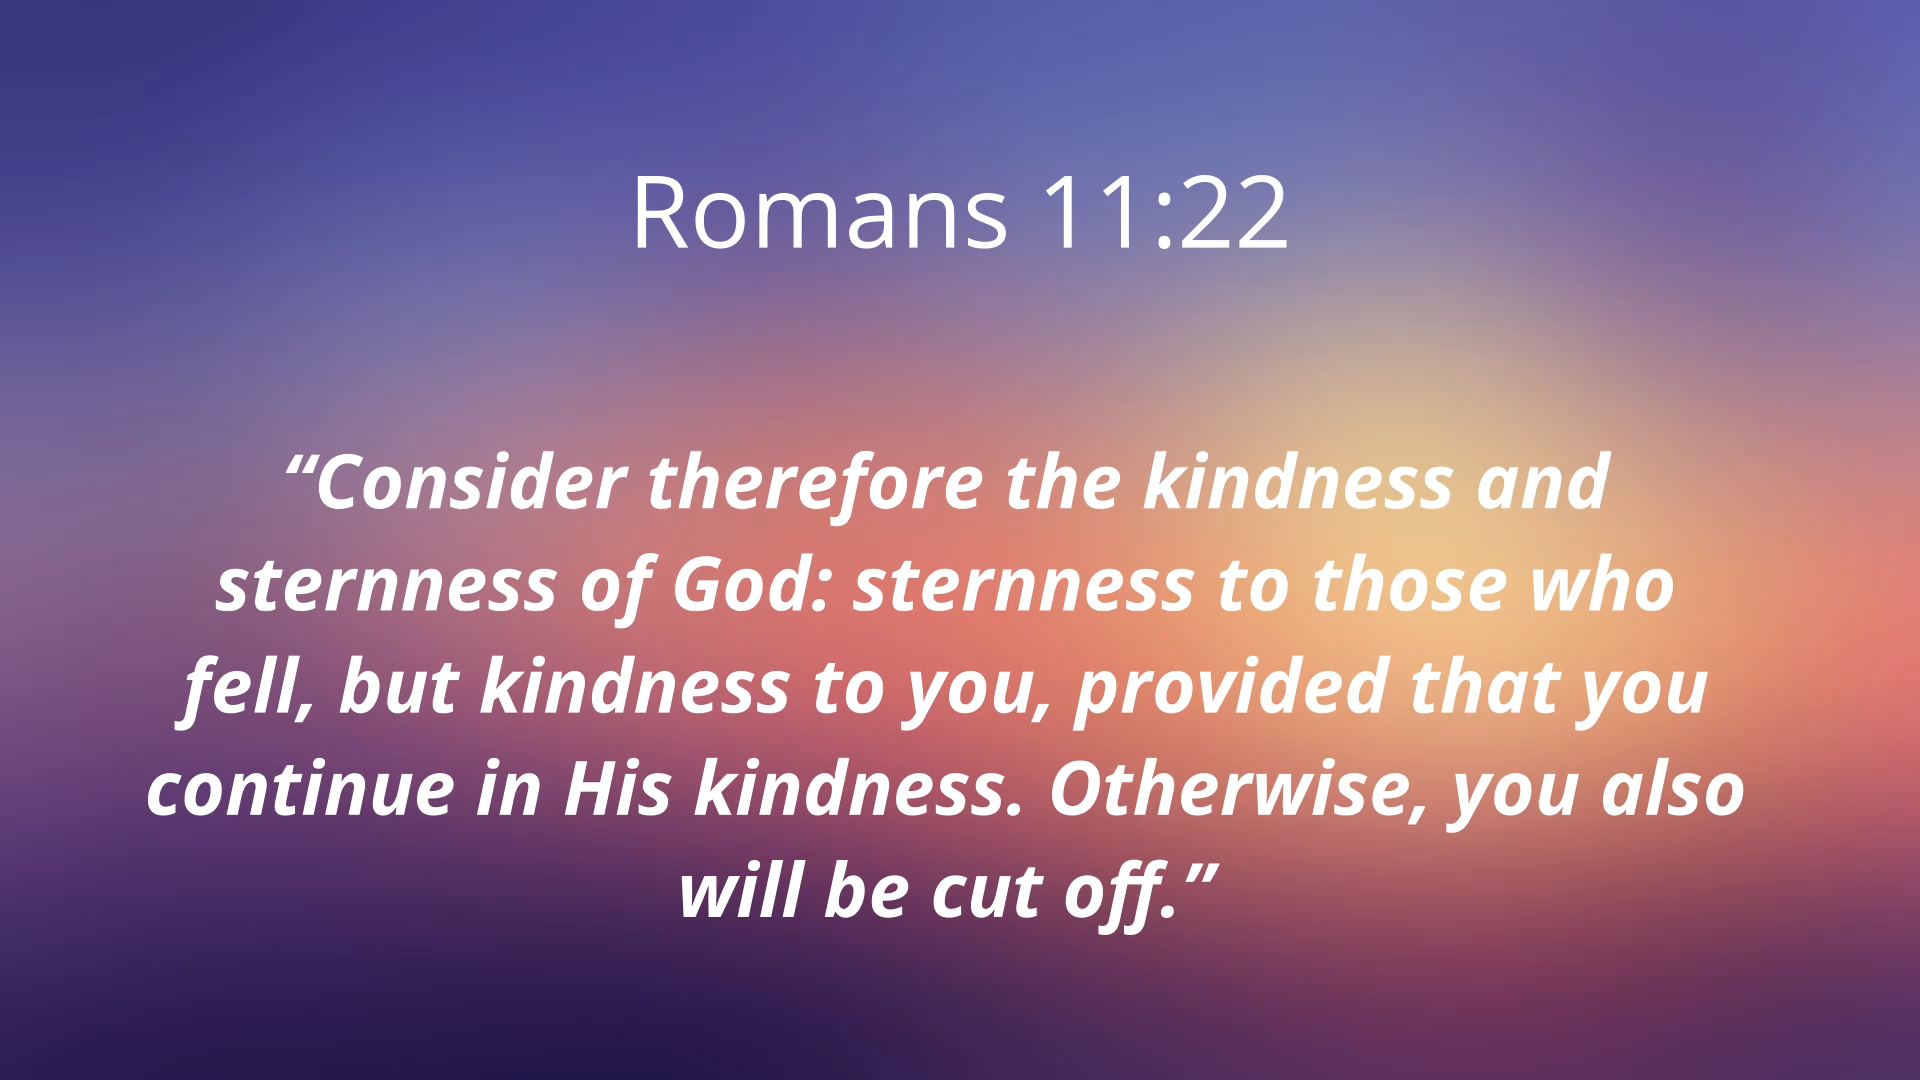 Romans 11:22
“Consider therefore the kindness and
sternness of God: sternness to those who
fell, but kindness to you, provided that you
continue in His kindness. Otherwise, you also
will be cut off.”